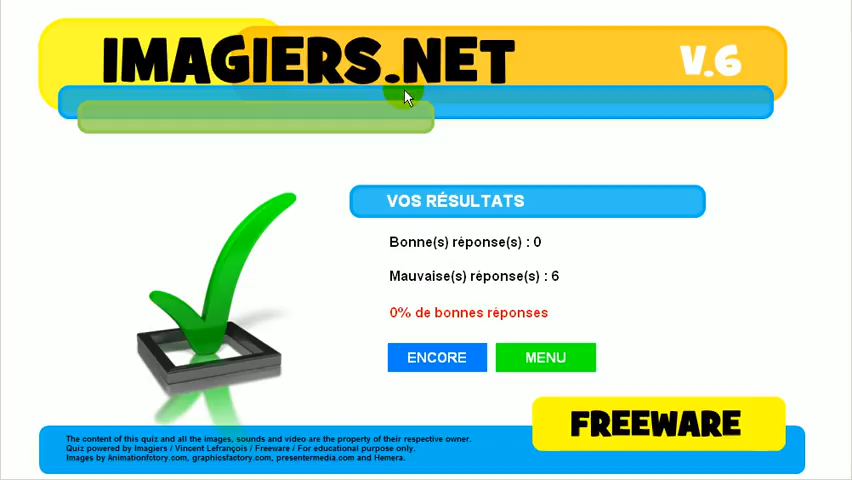 IMAGIERS.NET
V.6
VOS RÉSULTATS
Bonne(s) réponse(s) : 0
Mauvaise(s) réponse(s) : 6
0% de bonnes réponses
ENCORE
MENU
FREEWARE
The content of this quiz and all the images, sounds and video are the property of their respective owner.
Quiz powered by Imagiers / Vincent Lefrançois / Freeware / For educational purpose only.
Images by Animationfctory.com, graphicsfactory.com, presentermedia.com and Hemera.